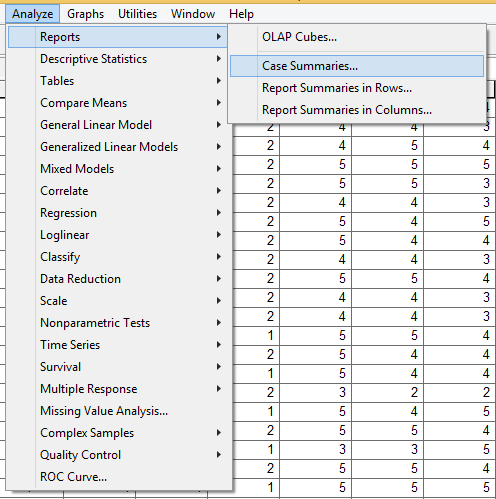 Analyze Graphs Utilities Window Help
Reports
Descriptive Statistics
Tables
Compare Means
General Linear Model
Generalized Linear Models
Mixed Models
Correlate
Regression
Loglinear
Classify
Data Reduction
Scale
Nonparametric Tests
Time Series
Survival
Multiple Response
Missing Value Analysis...
Complex Samples
Quality Control
ROC Curve...
OLAP Cubes...
Case Summaries...
Report Summaries in Rows...
Report Summaries in Columns...
4
2 4 4 3
2 4 5 4
2 5 5 5
2 5 5 3
2 4 4 3
2 5 4 5
2 5 4 4
2 4 4 3
2 5 5 4
2 4 4 3
2 4 4 3
1 5 5 4
2 5 4 4
1 5 4 4
2 3 2 2
1 5 4 5
2 5 5 4
1 3 3 5
2 5 5 4
1 5 5 5